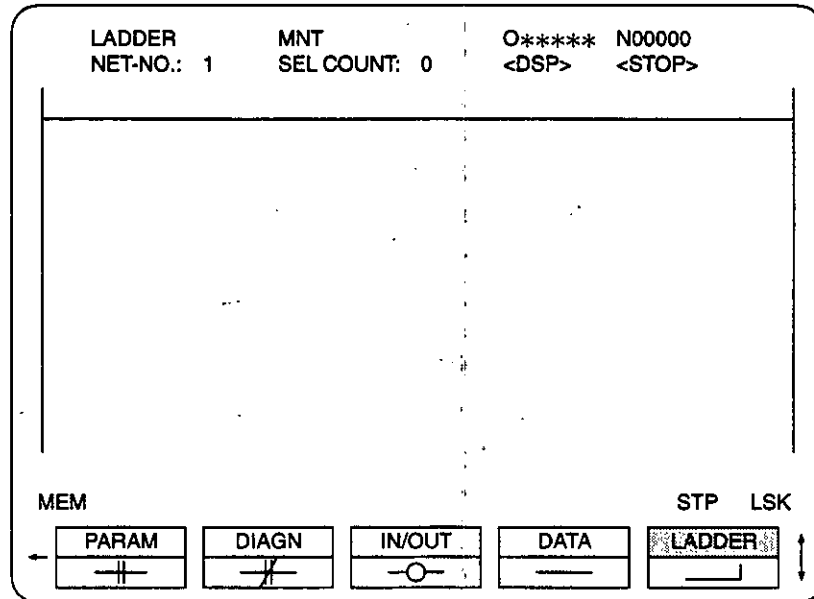 LADDER MNT O***** N00000
NET-NO.: 1 SEL COUNT: 0 <DSP> <STOP>
MEM STP LSK
PARAM DIAGN IN/OUT DATA LADDER